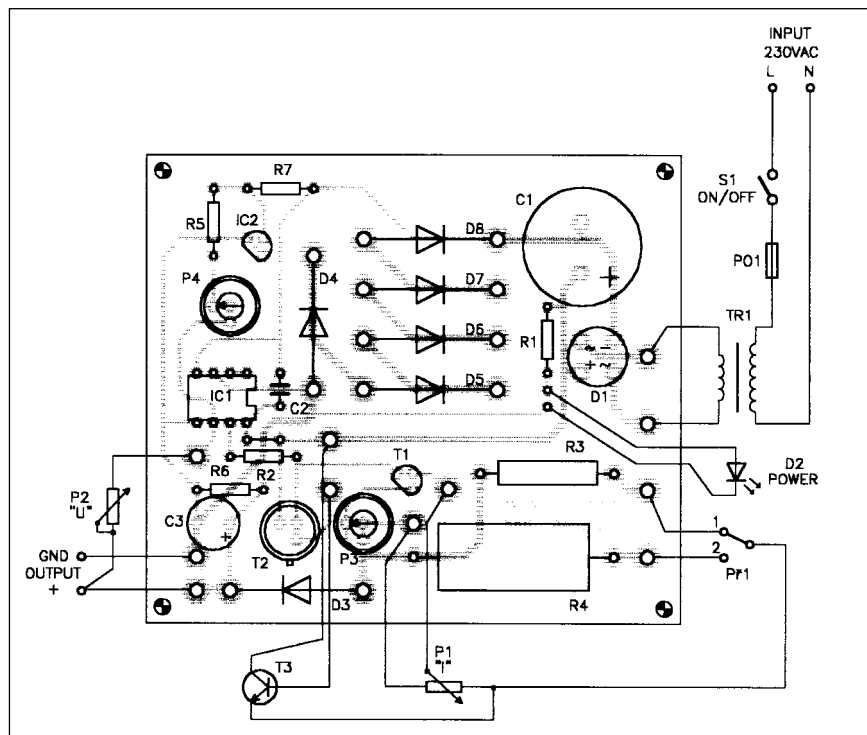 INPUT
230VAC
L N
S1
ON/OFF
PO1
TR1
R7
R5
IC2
C1
D8
P4
D4
D7
+
D6
R1
~ -
+ ~
D1
D5
IC1
C2
R3
D2
POWER
T1
R6
R2
P2
"U"
C3
+
T2
P3
1
2
Pr1
GND
OUTPUT
+
D3
R4
T3
P1
"I"